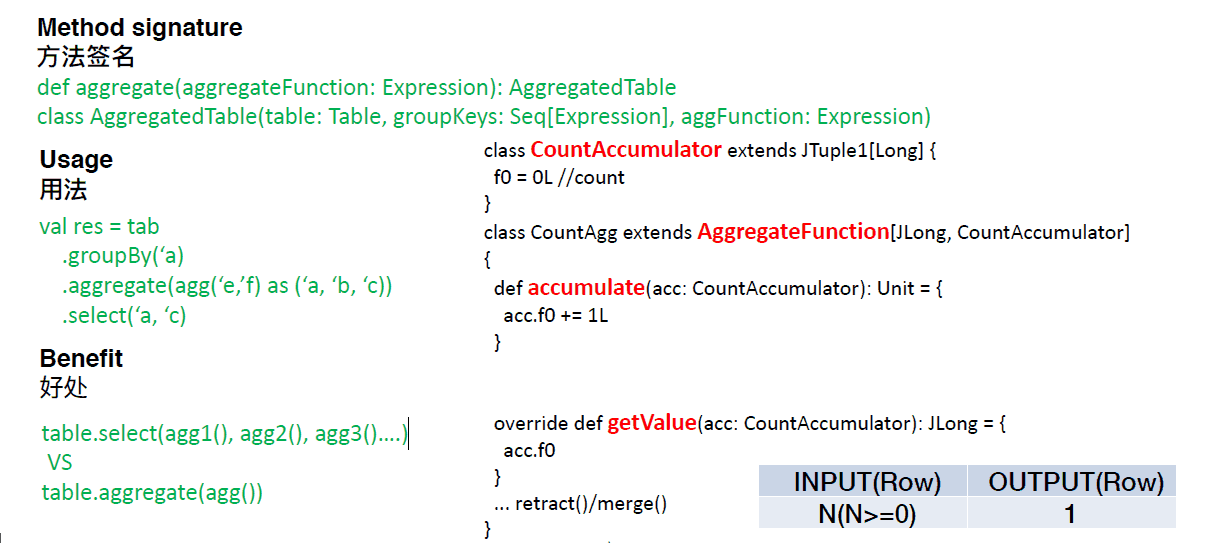 Method signature
方法签名
def aggregate(aggregateFunction: Expression): AggregatedTable
class AggregatedTable(table: Table, groupKeys: Seq[Expression], aggFunction: Expression)
Usage
用法
val res = tab
.groupBy(‘a)
.aggregate(agg(‘e,’f) as (‘a, ‘b, ‘c))
.select(‘a, ‘c)
Benefit
好处
table.select(agg1(), agg2(), agg3()....)
VS
table.aggregate(agg())
class CountAccumulator extends JTuple1[Long] {
f0 = 0L //count
}
class CountAgg extends AggregateFunction[JLong, CountAccumulator]
{
def accumulate(acc: CountAccumulator): Unit = {
acc.f0 += 1L
}
override def getValue(acc: CountAccumulator): JLong = {
acc.f0
}
... retract()/merge()
}
INPUT(Row) OUTPUT(Row)
N(N>=0) 1